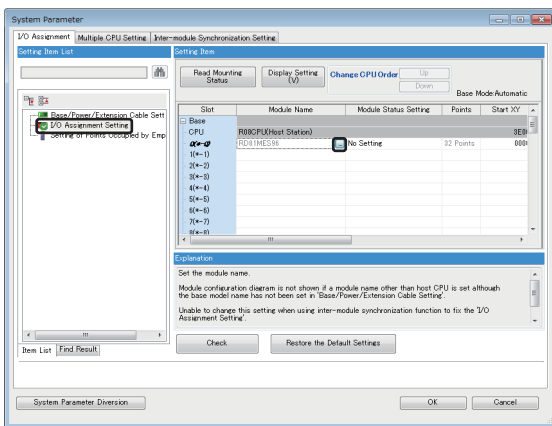 System Parameter
I/O Assignment Multiple CPU Setting Inter-module Synchronization Setting
Setting Item List
Setting Item
Read Mounting Status
Display Setting (V)
Change CPU Order
Up
Down
Base Mode:Automatic
Base/Power/Extension Cable Sett
I/O Assignment Setting
Setting of Points Occupied by Emp
Slot Module Name Module Status Setting Points Start XY
Base
CPU R08CPU(Host Station) 3E0
0(*-0) RD81MES96 ... No Setting 32 Points 000
1(*-1)
2(*-2)
3(*-3)
4(*-4)
5(*-5)
6(*-6)
7(*-7)
8(*-8)
Explanation
Set the module name.
Module configuration diagram is not shown if a module name other than host CPU is set although
the base model name has not been set in 'Base/Power/Extension Cable Setting'.
Unable to change this setting when using inter-module synchronization function to fix the 'I/O
Assignment Setting'.
Item List Find Result
Check
Restore the Default Settings
System Parameter Diversion
OK
Cancel